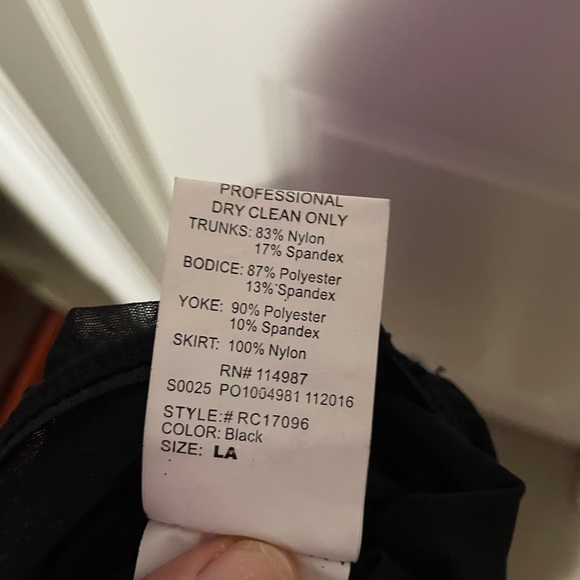 PROFESSIONAL
DRY CLEAN ONLY
TRUNKS: 83% Nylon
17% Spandex
BODICE: 87% Polyester
13% Spandex
YOKE: 90% Polyester
10% Spandex
SKIRT: 100% Nylon
RN# 114987
S0025 PO1004981 112016
STYLE:# RC17096
COLOR: Black
SIZE: LA